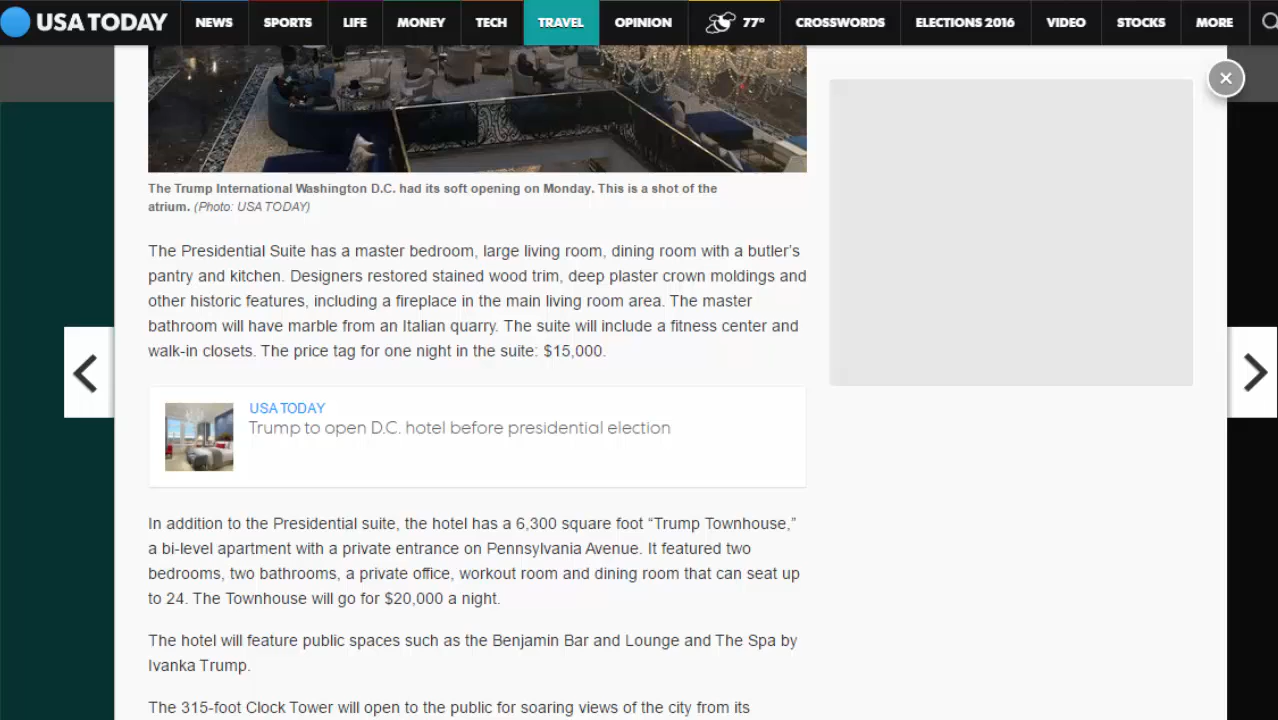 USA TODAY
NEWS
SPORTS
LIFE
MONEY
TECH
TRAVEL
OPINION
77°
CROSSWORDS
ELECTIONS 2016
VIDEO
STOCKS
MORE
The Trump International Washington D.C. had its soft opening on Monday. This is a shot of the
atrium. (Photo: USA TODAY)
The Presidential Suite has a master bedroom, large living room, dining room with a butler’s
pantry and kitchen. Designers restored stained wood trim, deep plaster crown moldings and
other historic features, including a fireplace in the main living room area. The master
bathroom will have marble from an Italian quarry. The suite will include a fitness center and
walk-in closets. The price tag for one night in the suite: $15,000.
USA TODAY
Trump to open D.C. hotel before presidential election
In addition to the Presidential suite, the hotel has a 6,300 square foot “Trump Townhouse,”
a bi-level apartment with a private entrance on Pennsylvania Avenue. It featured two
bedrooms, two bathrooms, a private office, workout room and dining room that can seat up
to 24. The Townhouse will go for $20,000 a night.
The hotel will feature public spaces such as the Benjamin Bar and Lounge and The Spa by
Ivanka Trump.
The 315-foot Clock Tower will open to the public for soaring views of the city from its